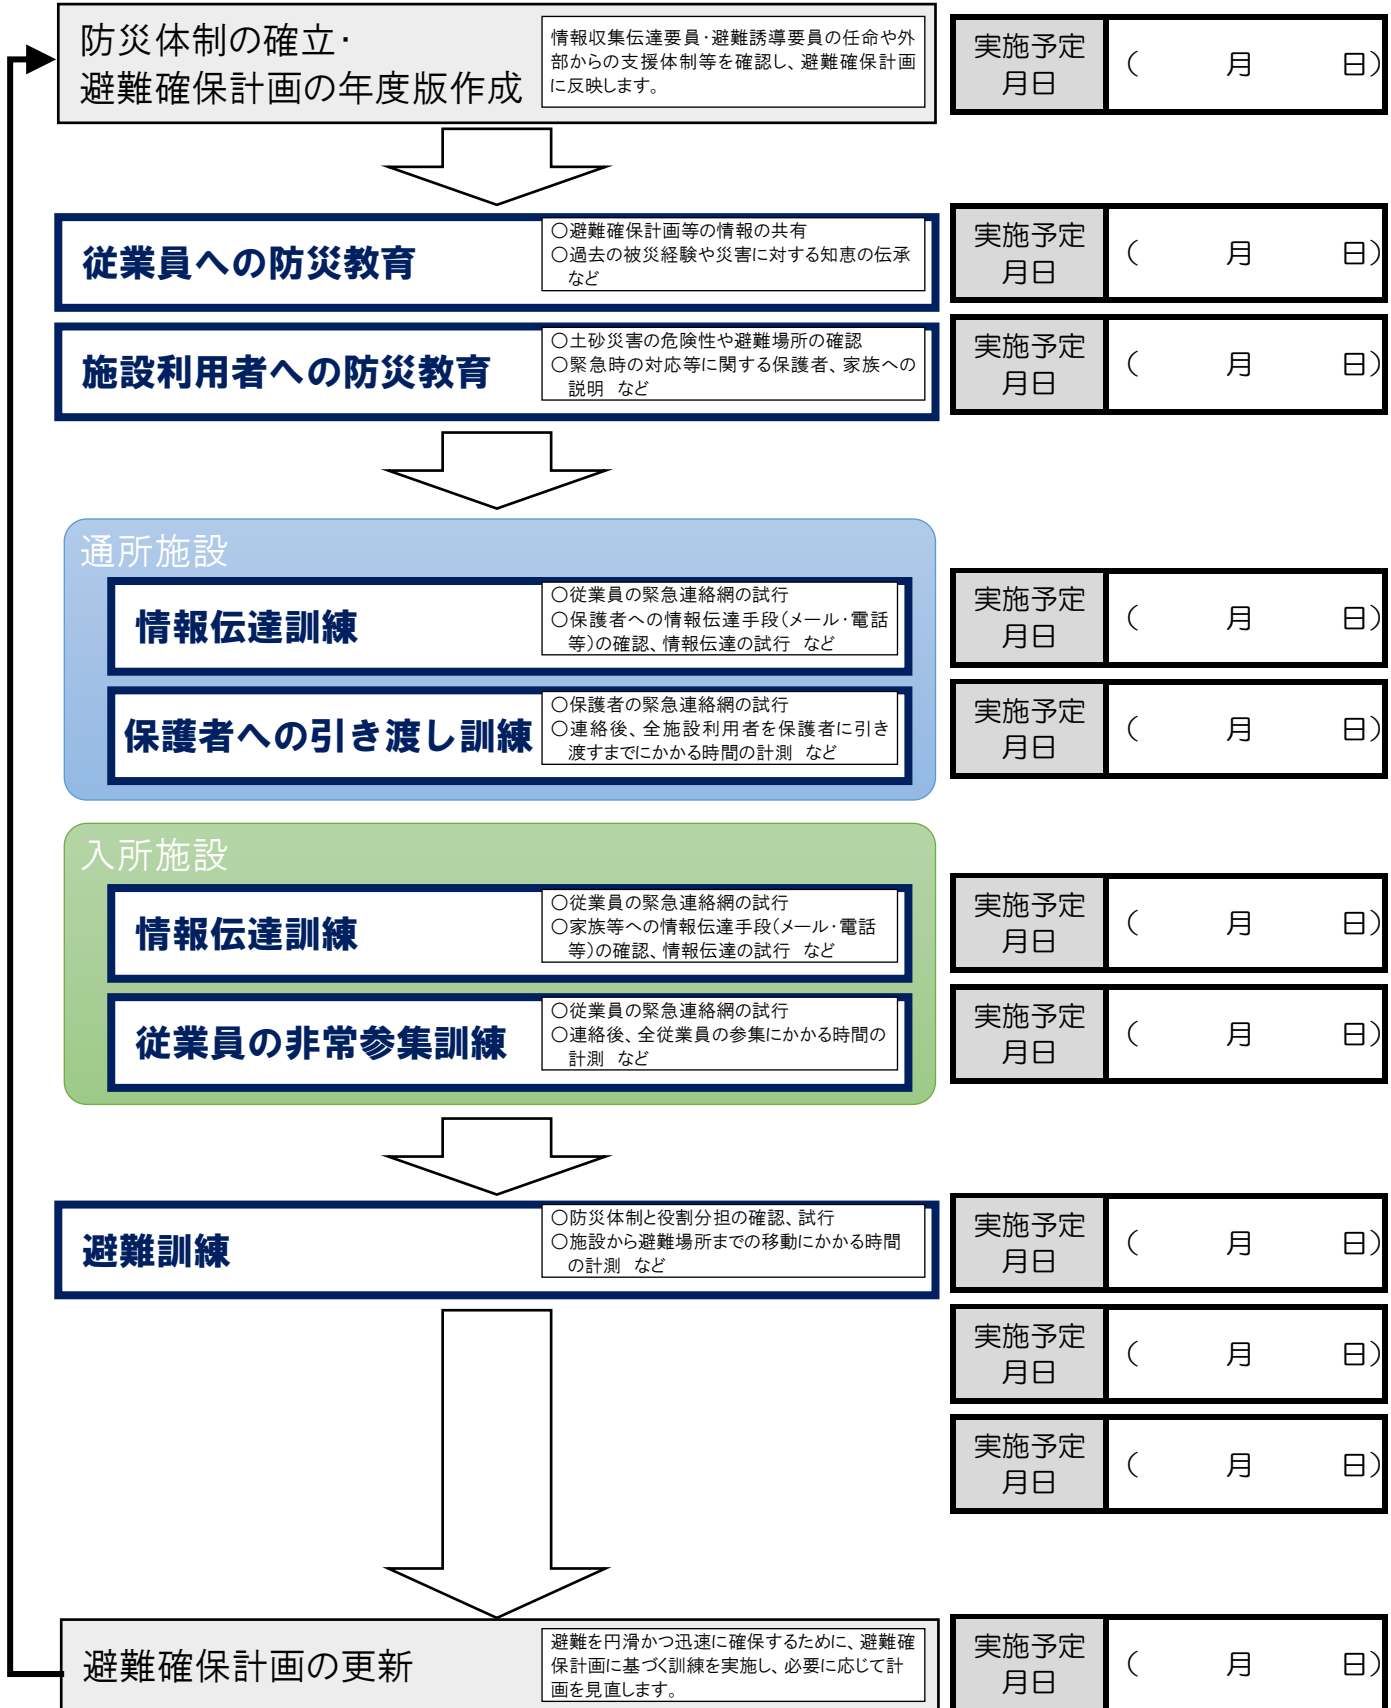 防災体制の確立・
避難確保計画の年度版作成
情報収集伝達要員・避難誘導要員の任命や外
部からの支援体制等を確認し、避難確保計画
に反映します。
実施予定
月日
（　　月　　日）
従業員への防災教育
○避難確保計画等の情報の共有
○過去の被災経験や災害に対する知恵の伝承
など
実施予定
月日
（　　月　　日）
施設利用者への防災教育
○土砂災害の危険性や避難場所の確認
○緊急時の対応等に関する保護者、家族への
説明　など
実施予定
月日
（　　月　　日）
通所施設
情報伝達訓練
○従業員の緊急連絡網の試行
○保護者への情報伝達手段（メール・電話
等）の確認、情報伝達の試行　など
実施予定
月日
（　　月　　日）
保護者への引き渡し訓練
○保護者の緊急連絡網の試行
○連絡後、全施設利用者を保護者に引き
渡すまでにかかる時間の計測　など
実施予定
月日
（　　月　　日）
入所施設
情報伝達訓練
○従業員の緊急連絡網の試行
○家族等への情報伝達手段（メール・電話
等）の確認、情報伝達の試行　など
実施予定
月日
（　　月　　日）
従業員の非常参集訓練
○従業員の緊急連絡網の試行
○連絡後、全従業員の参集にかかる時間の
計測　など
実施予定
月日
（　　月　　日）
避難訓練
○防災体制と役割分担の確認、試行
○施設から避難場所までの移動にかかる時間
の計測　など
実施予定
月日
（　　月　　日）
実施予定
月日
（　　月　　日）
実施予定
月日
（　　月　　日）
避難確保計画の更新
避難を円滑かつ迅速に確保するために、避難確
保計画に基づく訓練を実施し、必要に応じて計
画を見直します。
実施予定
月日
（　　月　　日）